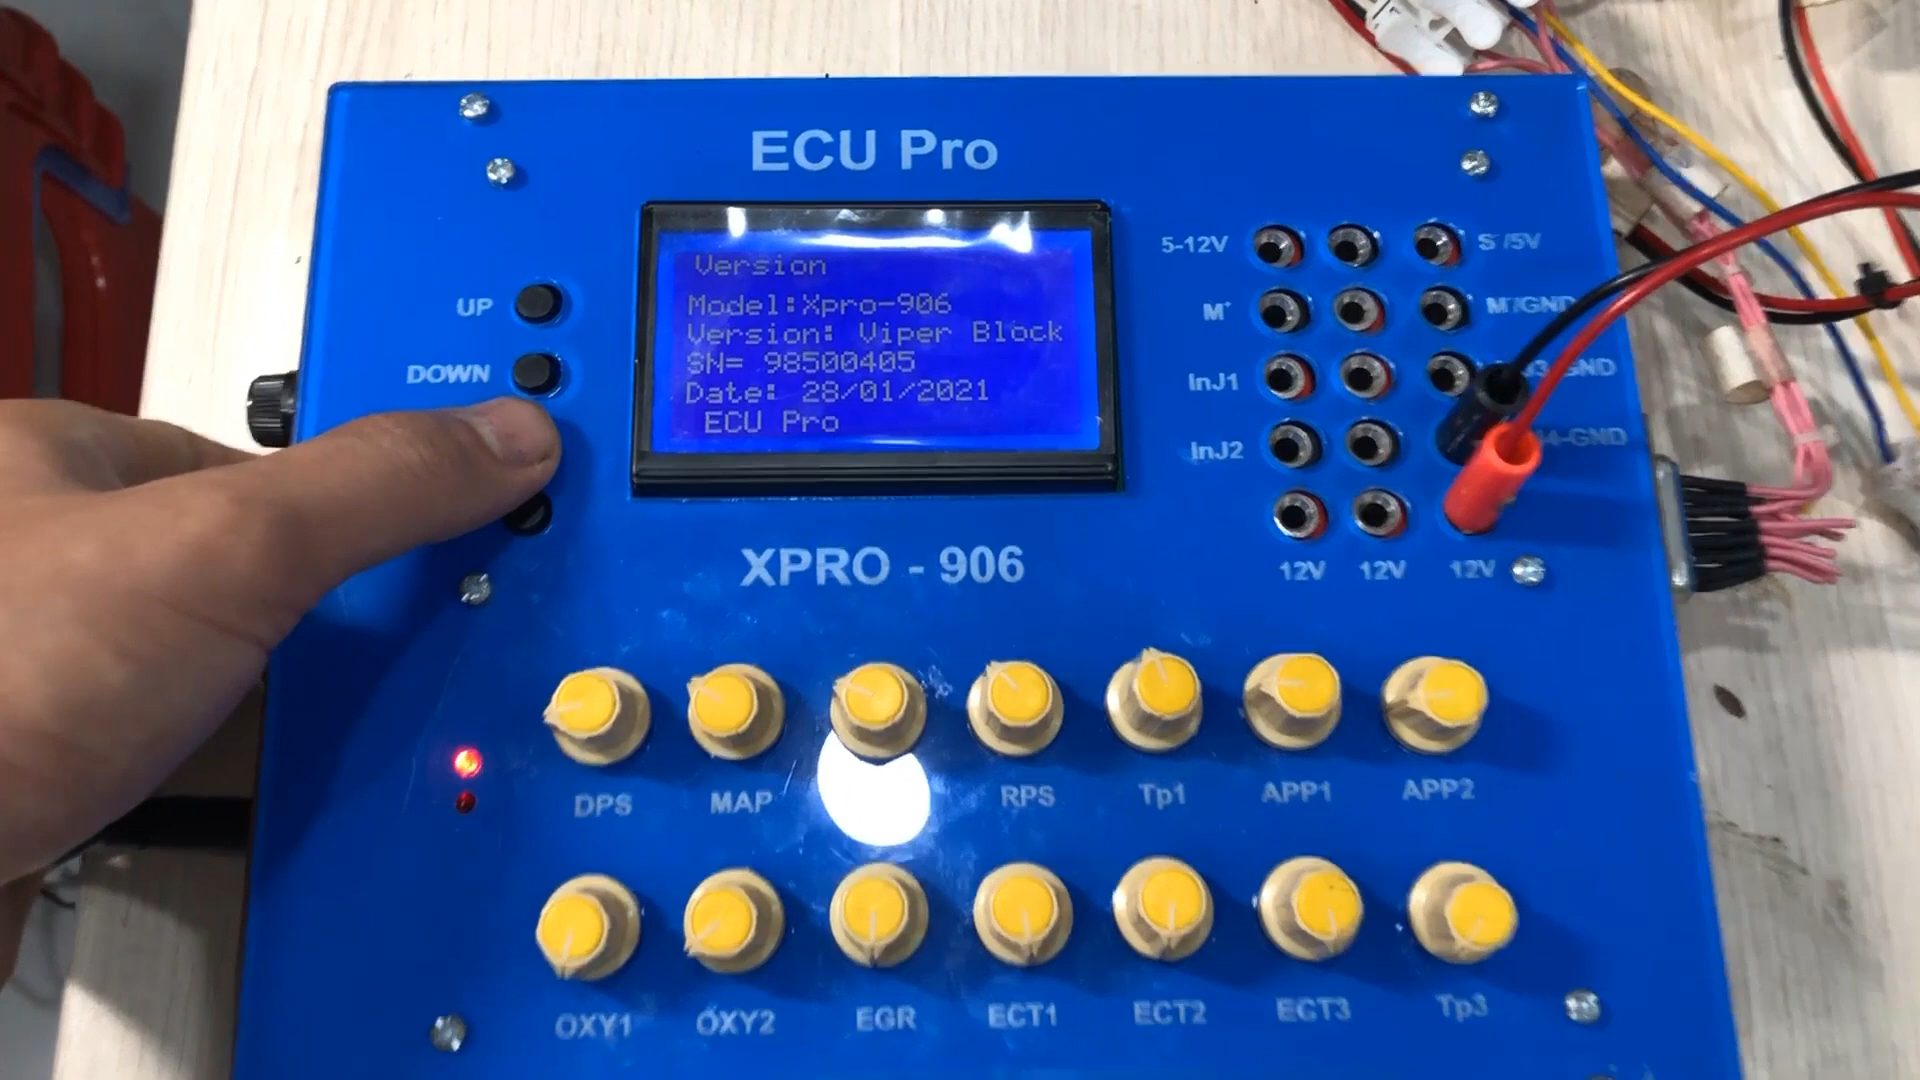 ECU Pro
Version
Model:Xpro-906
Version: Viper Block
SN= 98500405
Date: 28/01/2021
ECU Pro
UP
DOWN
5-12V
M+
InJ1
InJ2
/5V
12V 12V 12V
XPRO - 906
DPS MAP RPS Tp1 APP1 APP2
OXY1 OXY2 EGR ECT1 ECT2 ECT3 Tp3